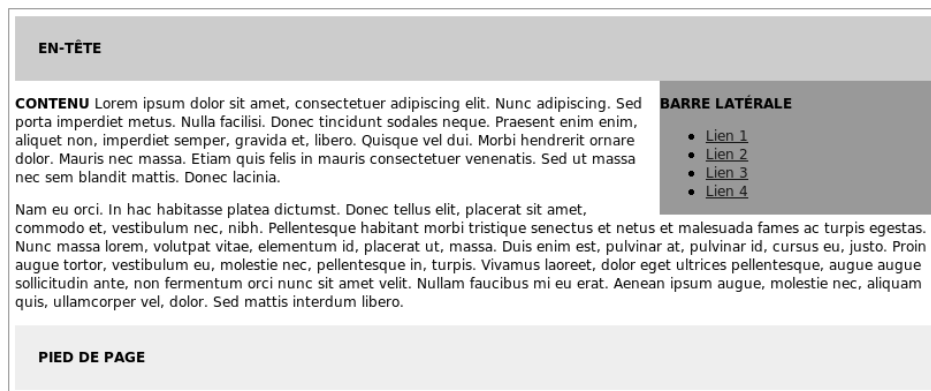 EN-TÊTE
CONTENU Lorem ipsum dolor sit amet, consectetuer adipiscing elit. Nunc adipiscing. Sed
porta imperdiet metus. Nulla facilisi. Donec tincidunt sodales neque. Praesent enim enim,
aliquet non, imperdiet semper, gravida et, libero. Quisque vel dui. Morbi hendrerit ornare
dolor. Mauris nec massa. Etiam quis felis in mauris consectetuer venenatis. Sed ut massa
nec sem blandit mattis. Donec lacinia.
BARRE LATÉRALE
Lien 1
Lien 2
Lien 3
Lien 4
Nam eu orci. In hac habitasse platea dictumst. Donec tellus elit, placerat sit amet,
commodo et, vestibulum nec, nibh. Pellentesque habitant morbi tristique senectus et netus et malesuada fames ac turpis egestas.
Nunc massa lorem, volutpat vitae, elementum id, placerat ut, massa. Duis enim est, pulvinar at, pulvinar id, cursus eu, justo. Proin
augue tortor, vestibulum eu, molestie nec, pellentesque in, turpis. Vivamus laoreet, dolor eget ultrices pellentesque, augue augue
sollicitudin ante, non fermentum orci nunc sit amet velit. Nullam faucibus mi eu erat. Aenean ipsum augue, molestie nec, aliquam
quis, ullamcorper vel, dolor. Sed mattis interdum libero.
PIED DE PAGE